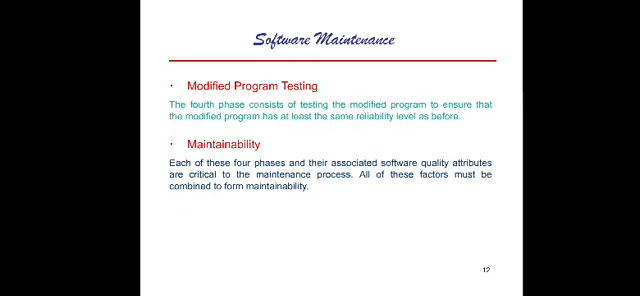 Software Maintenance
• Modified Program Testing
The fourth phase consists of testing the modified program to ensure that
the modified program has at least the same reliability level as before.
• Maintainability
Each of these four phases and their associated software quality attributes
are critical to the maintenance process. All of these factors must be
combined to form maintainability.
12